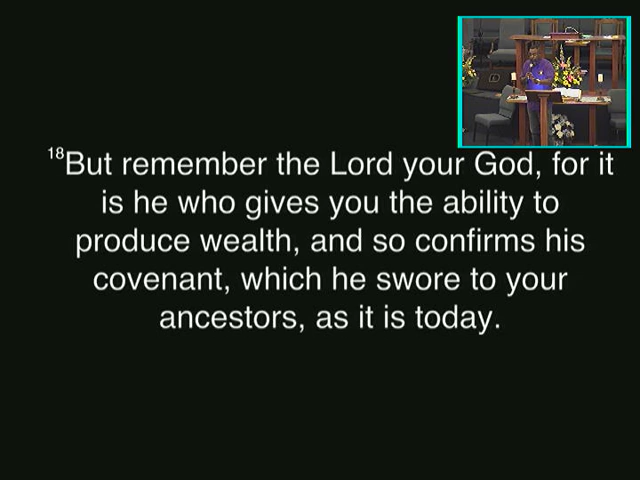 18But remember the Lord your God, for it
is he who gives you the ability to
produce wealth, and so confirms his
covenant, which he swore to your
ancestors, as it is today.